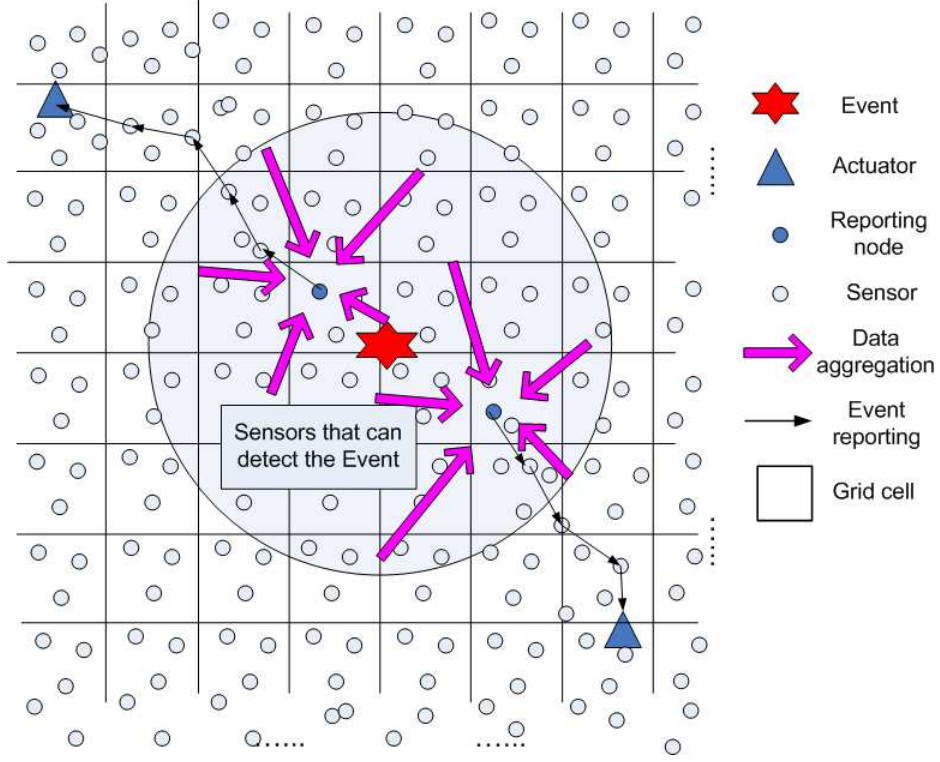 Event
Actuator
Reporting
node
Sensor
Data
aggregation
Event
reporting
Grid cell
Sensors that can
detect the Event